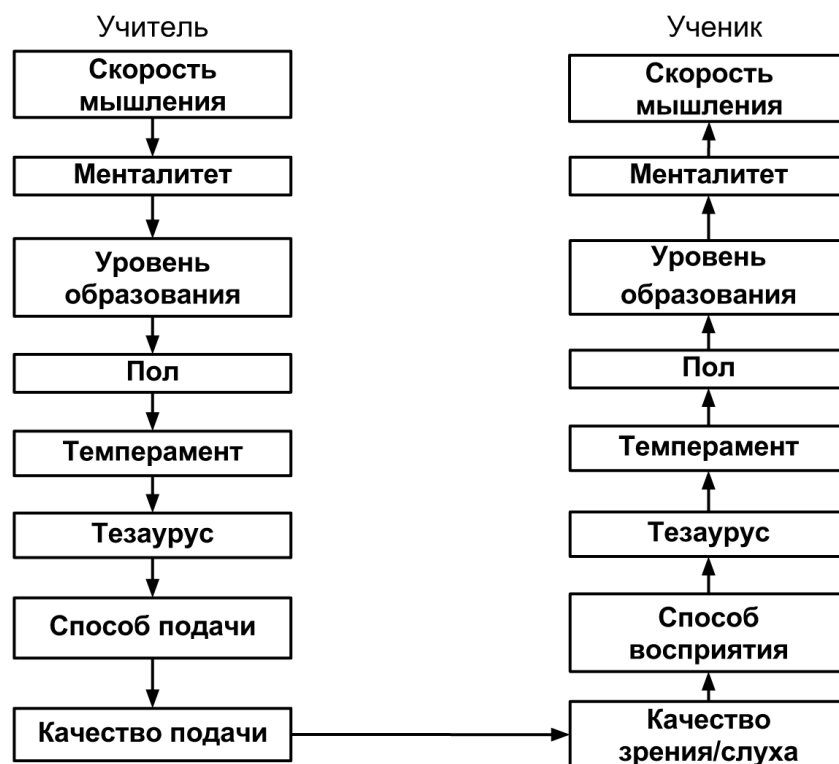 Учитель
Скорость
мышления
Менталитет
Уровень
образования
Пол
Темперамент
Тезаурус
Способ подачи
Качество подачи
Ученик
Скорость
мышления
Менталитет
Уровень
образования
Пол
Темперамент
Тезаурус
Способ
восприятия
Качество
зрения/слуха